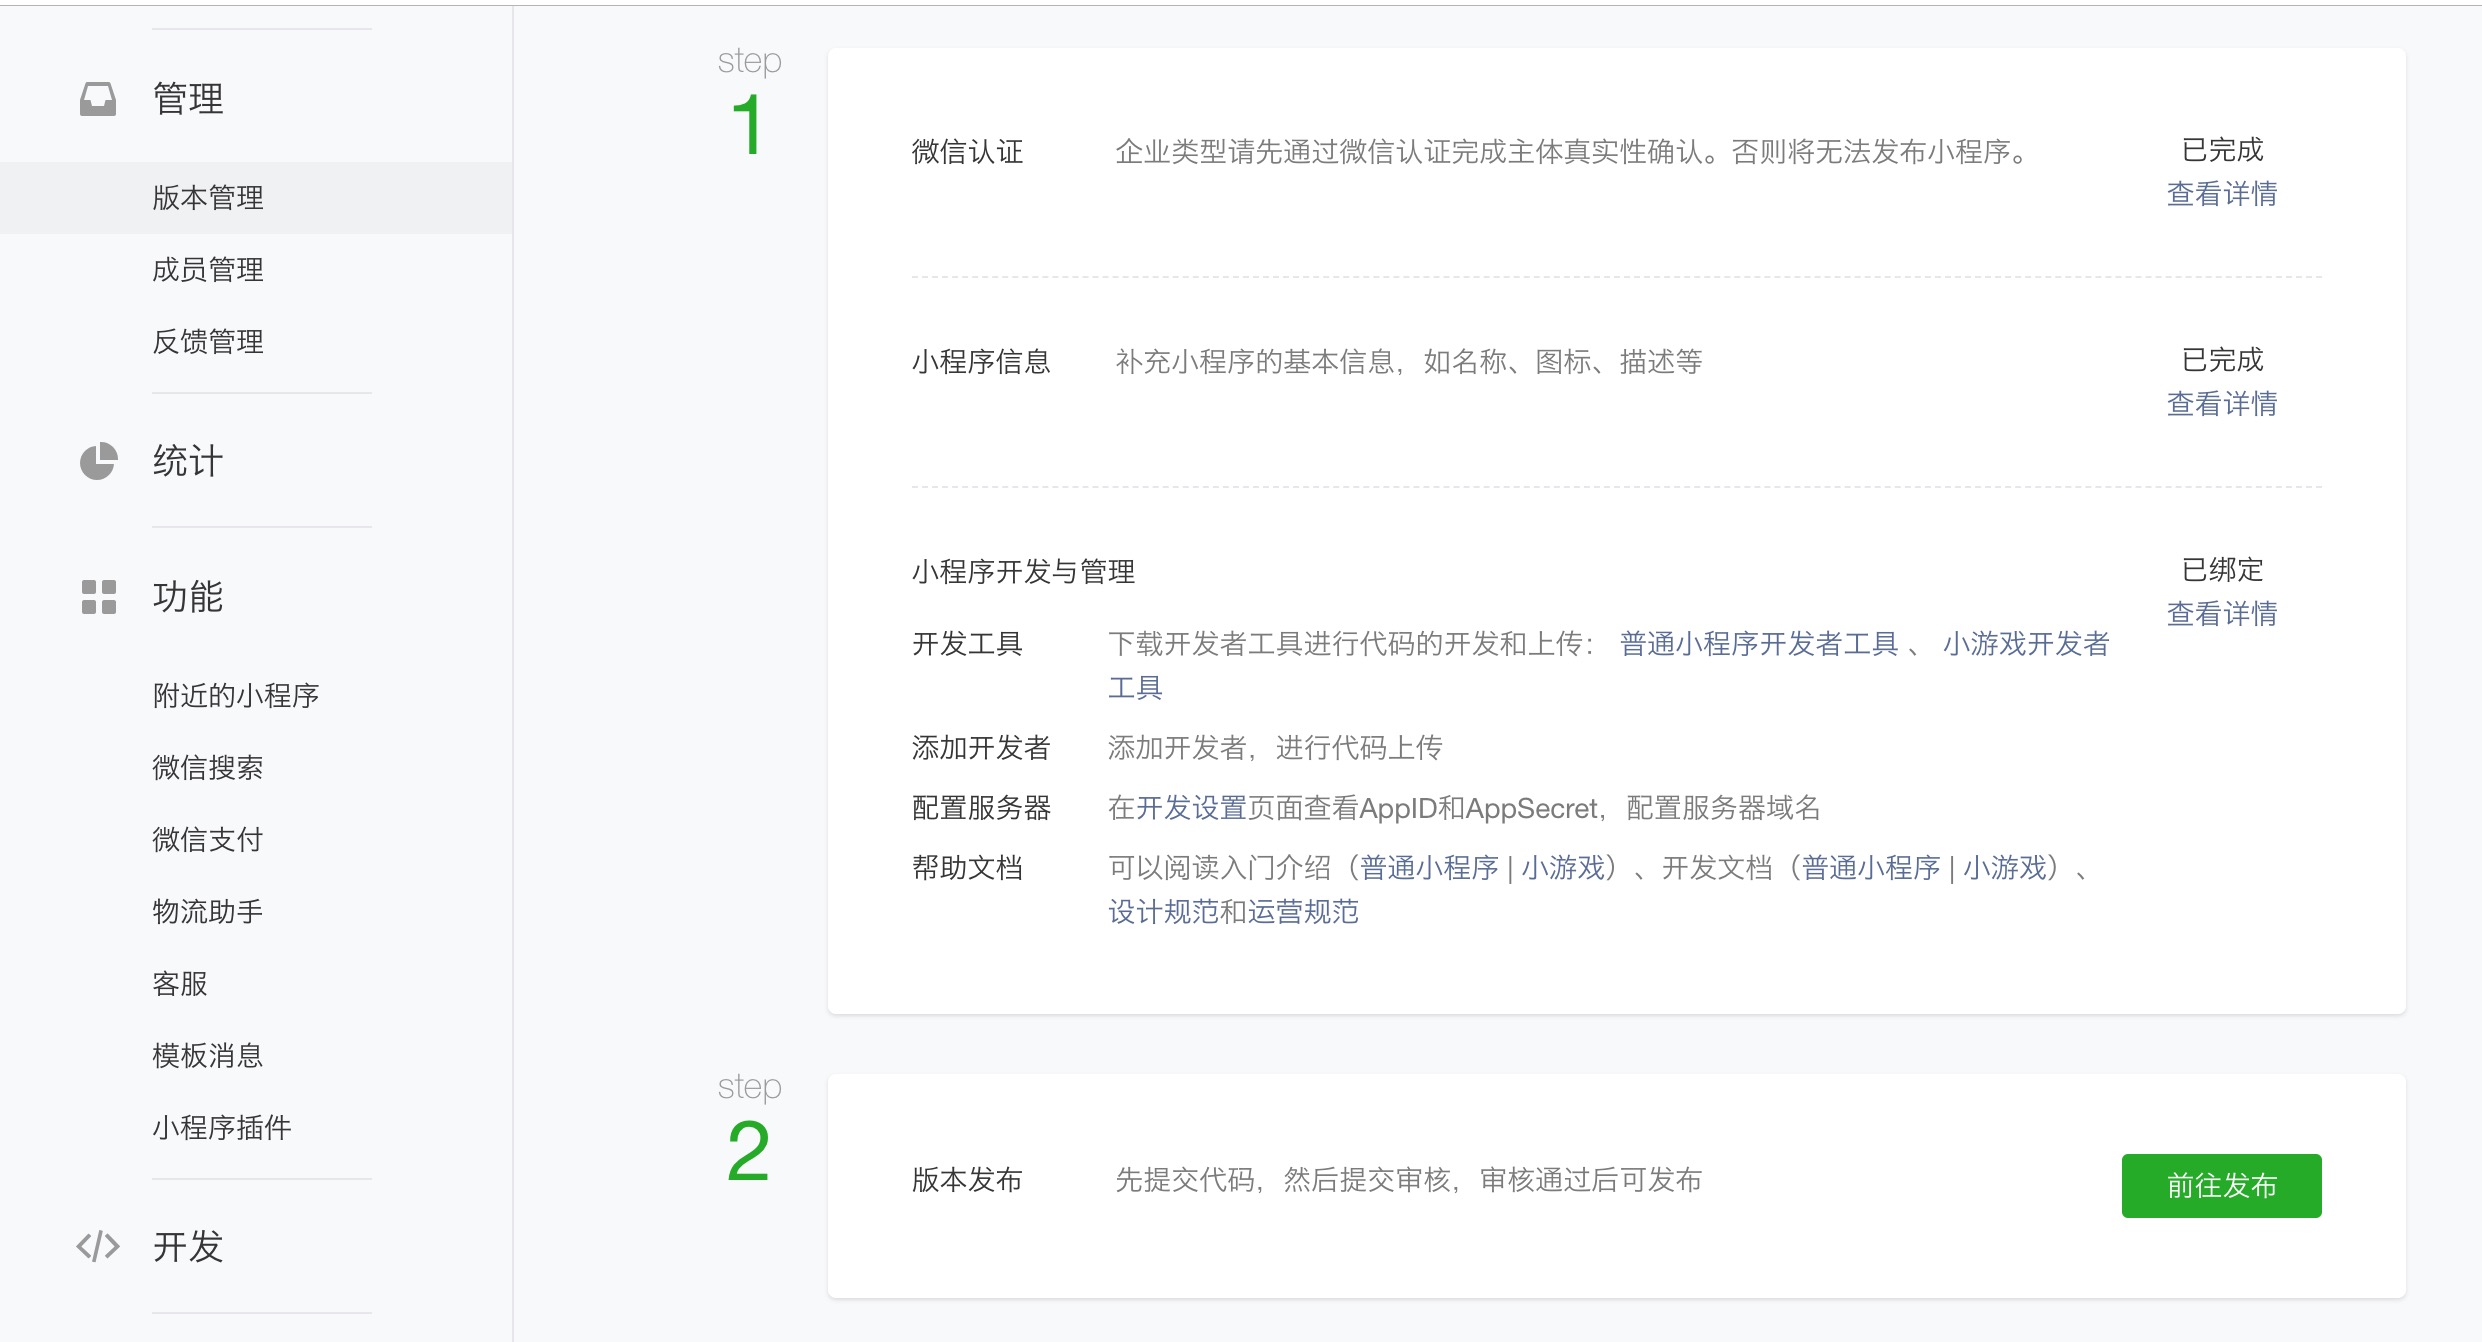 管理
版本管理
成员管理
反馈管理
统计
功能
附近的小程序
微信搜索
微信支付
物流助手
客服
模板消息
小程序插件
开发
step
1
微信认证 企业类型请先通过微信认证完成主体真实性确认。否则将无法发布小程序。 已完成
查看详情
小程序信息 补充小程序的基本信息，如名称、图标、描述等 已完成
查看详情
小程序开发与管理 已绑定
查看详情
开发工具 下载开发者工具进行代码的开发和上传： 普通小程序开发者工具 、 小游戏开发者
工具
添加开发者 添加开发者，进行代码上传
配置服务器 在开发设置页面查看AppID和AppSecret，配置服务器域名
帮助文档 可以阅读入门介绍（普通小程序 | 小游戏）、开发文档（普通小程序 | 小游戏）、
设计规范和运营规范
step
2
版本发布 先提交代码，然后提交审核，审核通过后可发布 前往发布